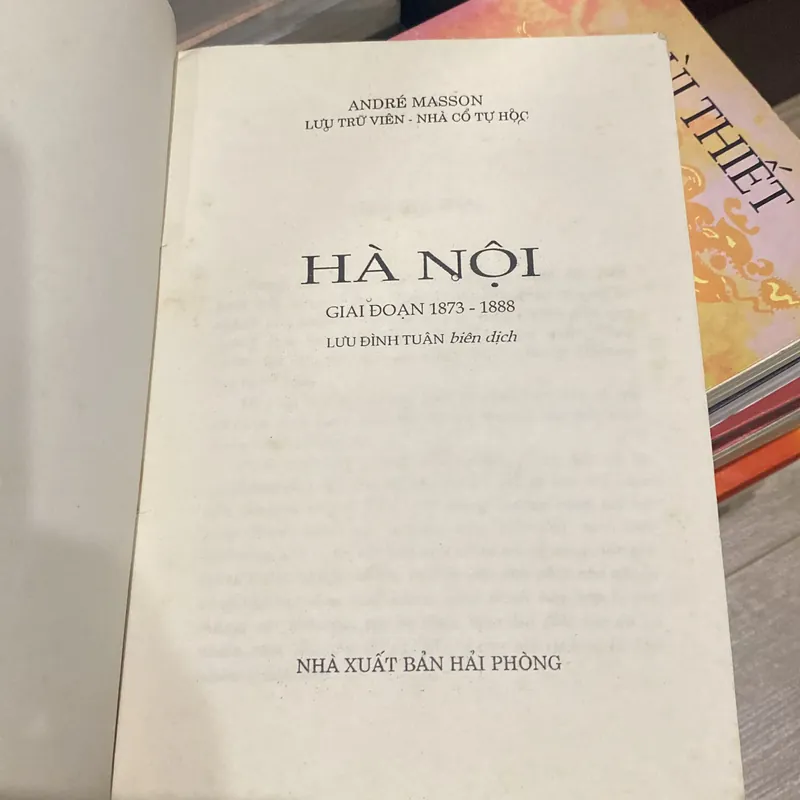 ANDRÉ MASSON
LƯU TRỮ VIÊN - NHÀ CỔ TỰ HỘC
HÀ NỘI
GIAI ĐOẠN 1873 - 1888
LƯU ĐÌNH TUÂN biên dịch
NHÀ XUẤT BẢN HẢI PHÒNG
THIẾT